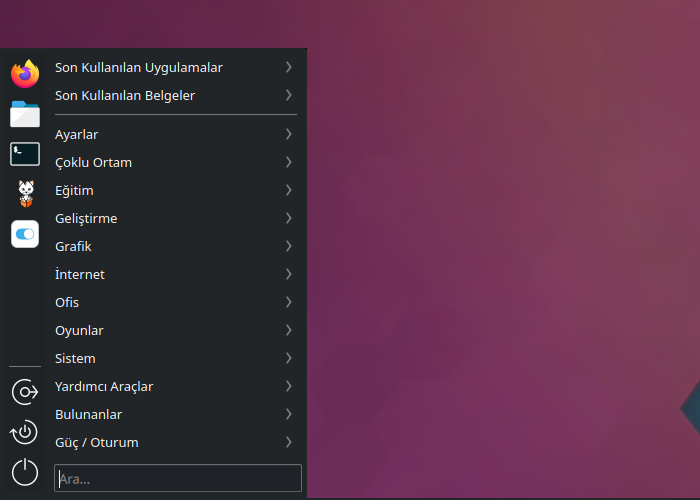 Son Kullanılan Uygulamalar
Son Kullanılan Belgeler
Ayarlar
Çoklu Ortam
Eğitim
Geliştirme
Grafik
İnternet
Ofis
Oyunlar
Sistem
Yardımcı Araçlar
Bulunanlar
Güç / Oturum
Ara...
$_